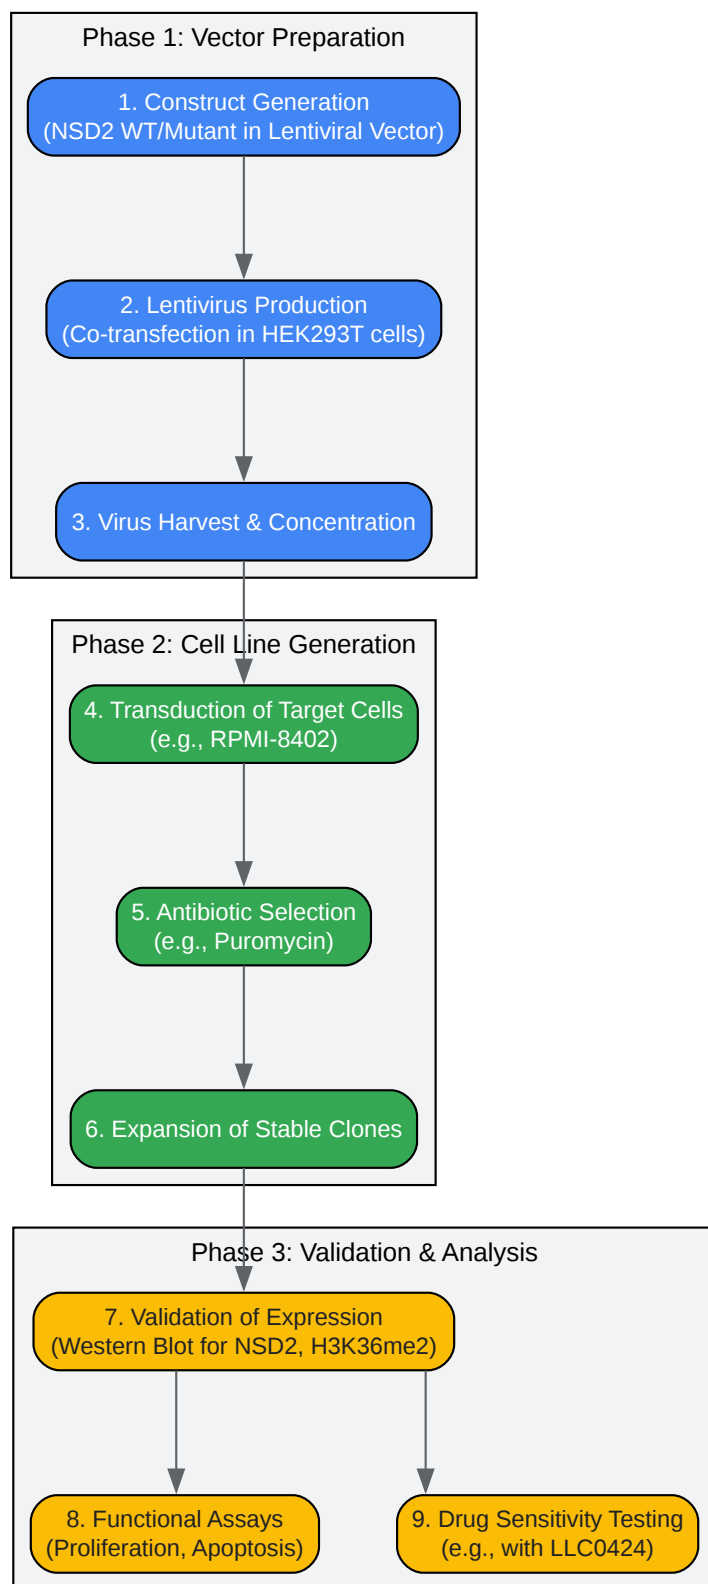 Phase 1: Vector Preparation
1. Construct Generation
(NSD2 WT/Mutant in Lentiviral Vector)
2. Lentivirus Production
(Co-transfection in HEK293T cells)
3. Virus Harvest & Concentration
Phase 2: Cell Line Generation
4. Transduction of Target Cells
(e.g., RPMI-8402)
5. Antibiotic Selection
(e.g., Puromycin)
6. Expansion of Stable Clones
Phase 3: Validation & Analysis
7. Validation of Expression
(Western Blot for NSD2, H3K36me2)
8. Functional Assays
(Proliferation, Apoptosis)
9. Drug Sensitivity Testing
(e.g., with LLC0424)